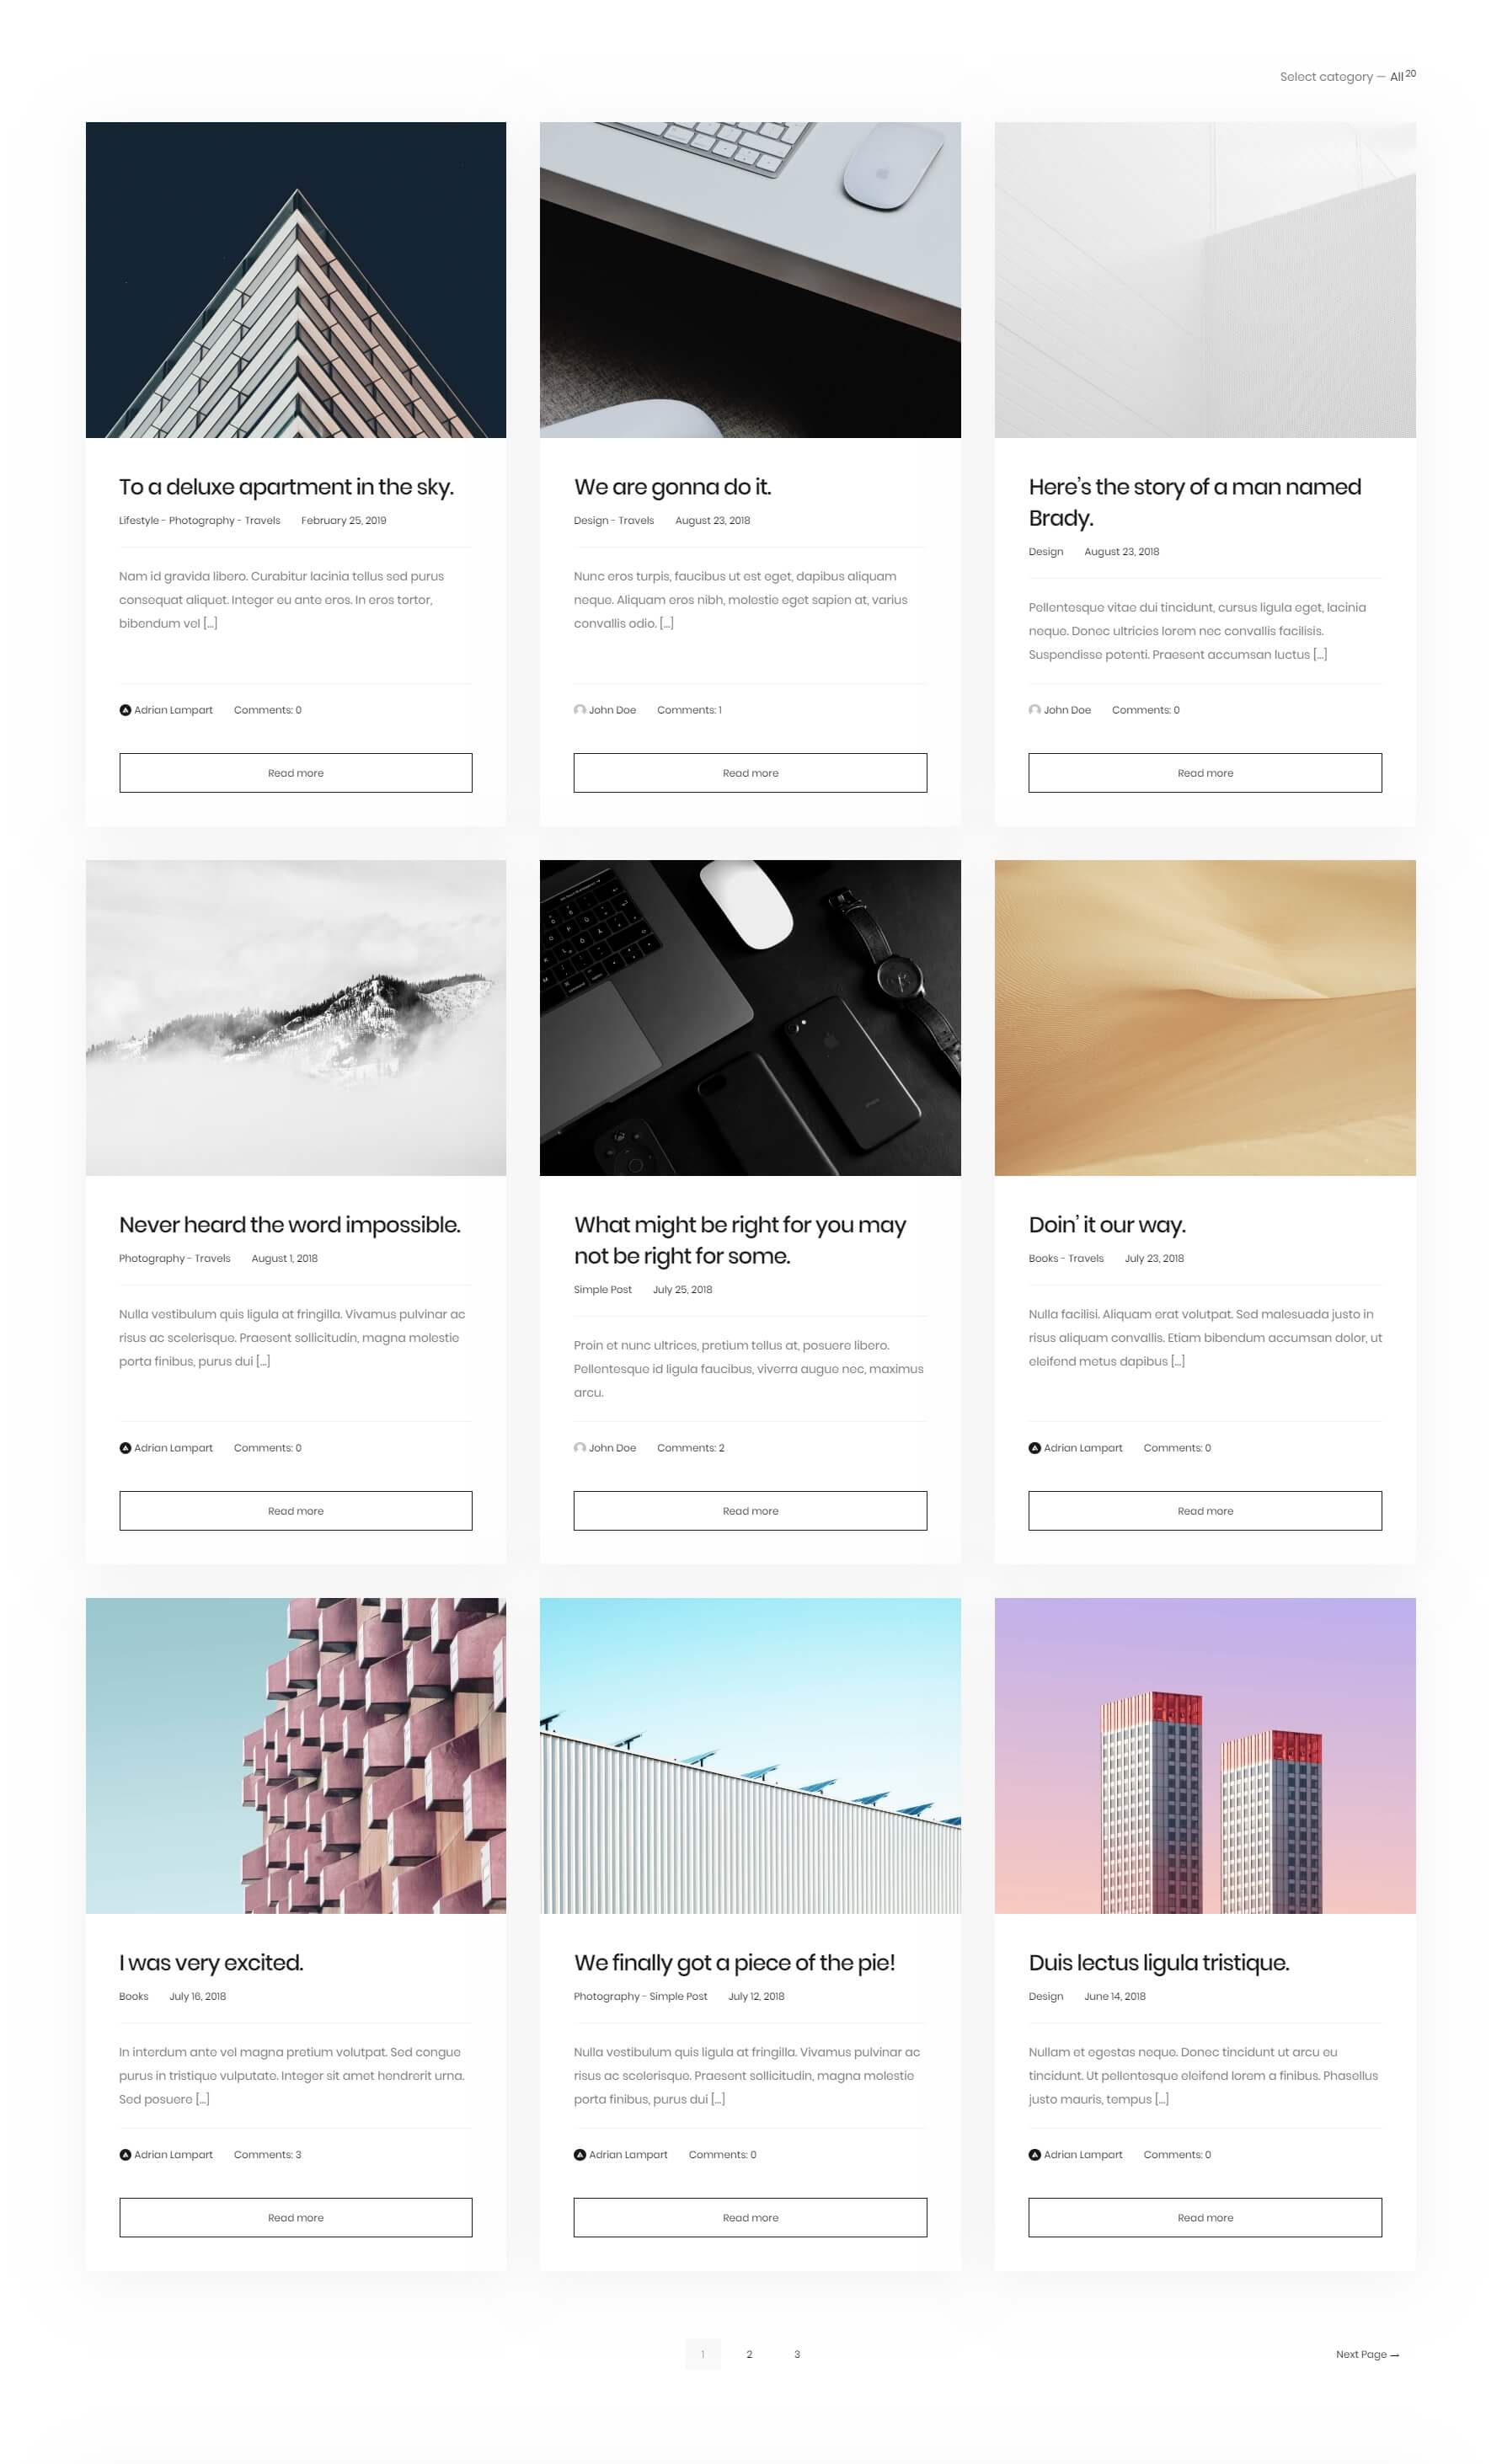 Select category — All 20
To a deluxe apartment in the sky.
Lifestyle - Photography - Travels February 25, 2019
Nam id gravida libero. Curabitur lacinia tellus sed purus
consequat aliquet. Integer eu ante eros. In eros tortor,
bibendum vel [...]
Adrian Lampart Comments: 0
Read more
We are gonna do it.
Design - Travels August 23, 2018
Nunc eros turpis, faucibus ut est eget, dapibus aliquam
neque. Aliquam eros nibh, molestie eget sapien at, varius
convallis odio. [...]
John Doe Comments: 1
Read more
Here’s the story of a man named
Brady.
Design August 23, 2018
Pellentesque vitae dui tincidunt, cursus ligula eget, lacinia
neque. Donec ultricies lorem nec convallis facilisis.
Suspendisse potenti. Praesent accumsan luctus [...]
John Doe Comments: 0
Read more
Never heard the word impossible.
Photography - Travels August 1, 2018
Nulla vestibulum quis ligula at fringilla. Vivamus pulvinar ac
risus ac scelerisque. Praesent sollicitudin, magna molestie
porta finibus, purus dui [...]
Adrian Lampart Comments: 0
Read more
What might be right for you may
not be right for some.
Simple Post July 25, 2018
Proin et nunc ultrices, pretium tellus at, posuere libero.
Pellentesque id ligula faucibus, viverra augue nec, maximus
arcu.
John Doe Comments: 2
Read more
Doin’ it our way.
Books - Travels July 23, 2018
Nulla facilisi. Aliquam erat volutpat. Sed malesuada justo in
risus aliquam convallis. Etiam bibendum accumsan dolor, ut
eleifend metus dapibus [...]
Adrian Lampart Comments: 0
Read more
I was very excited.
Books July 16, 2018
In interdum ante vel magna pretium volutpat. Sed congue
purus in tristique vulputate. Integer sit amet hendrerit urna.
Sed posuere [...]
Adrian Lampart Comments: 3
Read more
We finally got a piece of the pie!
Photography - Simple Post July 12, 2018
Nulla vestibulum quis ligula at fringilla. Vivamus pulvinar ac
risus ac scelerisque. Praesent sollicitudin, magna molestie
porta finibus, purus dui [...]
Adrian Lampart Comments: 0
Read more
Duis lectus ligula tristique.
Design June 14, 2018
Nullam et egestas neque. Donec tincidunt ut arcu eu
tincidunt. Ut pellentesque eleifend lorem a finibus. Phasellus
justo mauris, tempus [...]
Adrian Lampart Comments: 0
Read more
1 2 3 Next Page →